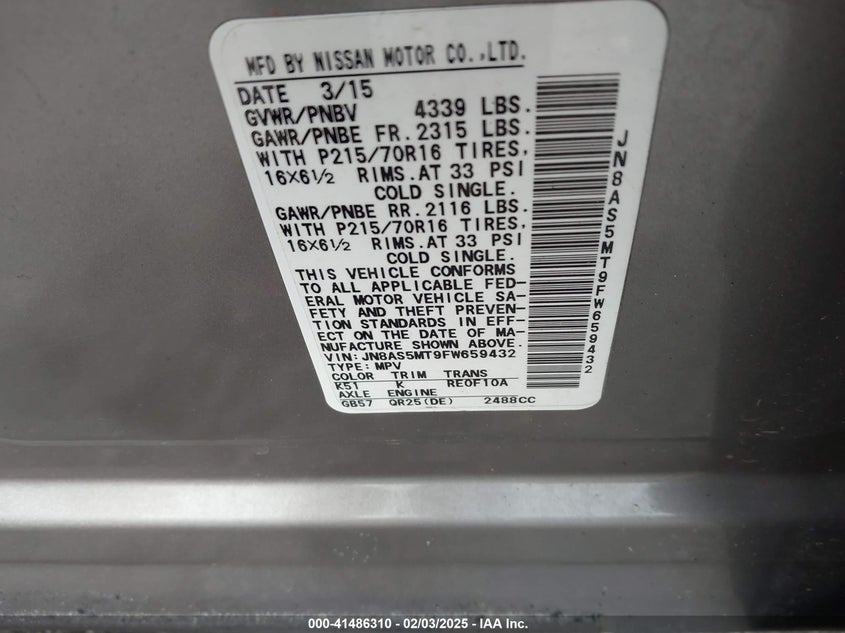 MFD BY NISSAN MOTOR CO.,LTD.
DATE 3/15
GVWR/PNBV 4339 LBS.
GAWR/PNBE FR. 2315 LBS.
WITH P215/70R16 TIRES,
16X6½ RIMS.AT 33 PSI
COLD SINGLE.
GAWR/PNBE RR. 2116 LBS.
WITH P215/70R16 TIRES,
16X6½ RIMS.AT 33 PSI
COLD SINGLE.
THIS VEHICLE CONFORMS
TO ALL APPLICABLE FED-
ERAL MOTOR VEHICLE SA-
FETY AND THEFT PREVEN-
TION STANDARDS IN EFF-
ECT ON THE DATE OF MA-
NUFACTURE SHOWN ABOVE.
VIN: JN8AS5MT9FW659432
TYPE: MPV
COLOR TRIM TRANS
K51 K RE0F10A
AXLE ENGINE
GB57 QR25(DE) 2488CC
JN8AS5MT9FW659432
000-41486310 - 02/03/2025 - IAA Inc.